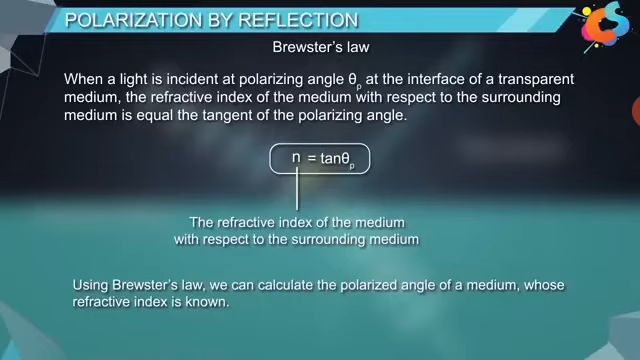 POLARIZATION BY REFLECTION
Brewster's law
When a light is incident at polarizing angle θp at the interface of a transparent
medium, the refractive index of the medium with respect to the surrounding
medium is equal the tangent of the polarizing angle.
n = tanθp
The refractive index of the medium
with respect to the surrounding medium
Using Brewster's law, we can calculate the polarized angle of a medium, whose
refractive index is known.